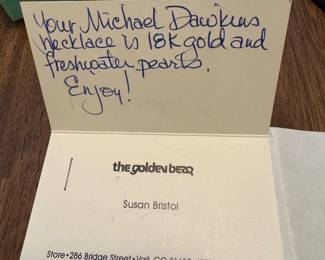 Your Michael Dawkins
necklace is 18K gold and
freshwater pearls.
Enjoy!
the golden bear
Susan Bristol
Store•286 Bridge Street•Vail, CO